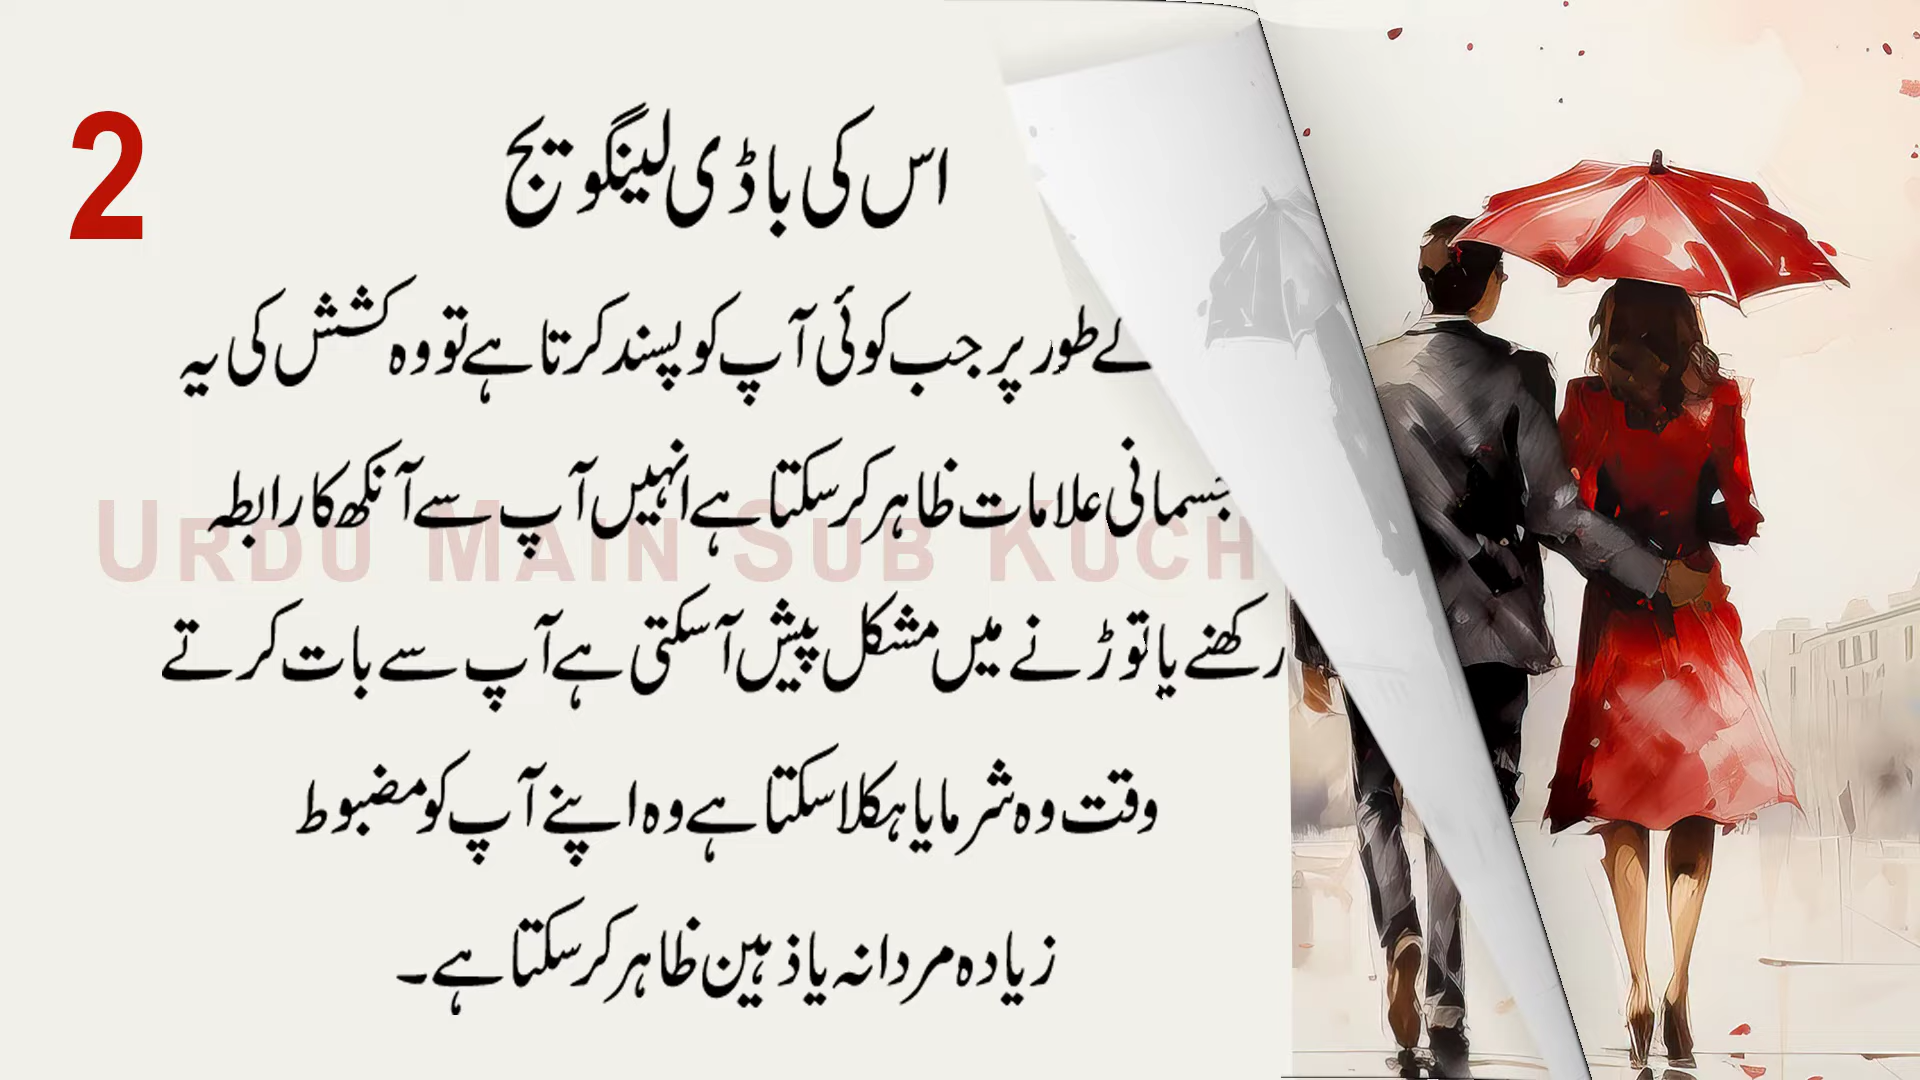 2
اس کی باڈی لینگویج
طور پر جب کوئی آپ کو پسند کرتا ہے تو وہ کشش کی یہ
جسمانی علامات ظاہر کر سکتا ہے انہیں آپ سے آنکھ کا رابطہ
رکھنے یا توڑنے میں مشکل پیش آ سکتی ہے آپ سے بات کرتے
وقت وہ شرما یا ہکلا سکتا ہے وہ اپنے آپ کو مضبوط
زیادہ مردانہ یا ذہین ظاہر کر سکتا ہے۔
URDU MAIN SUB KUCH